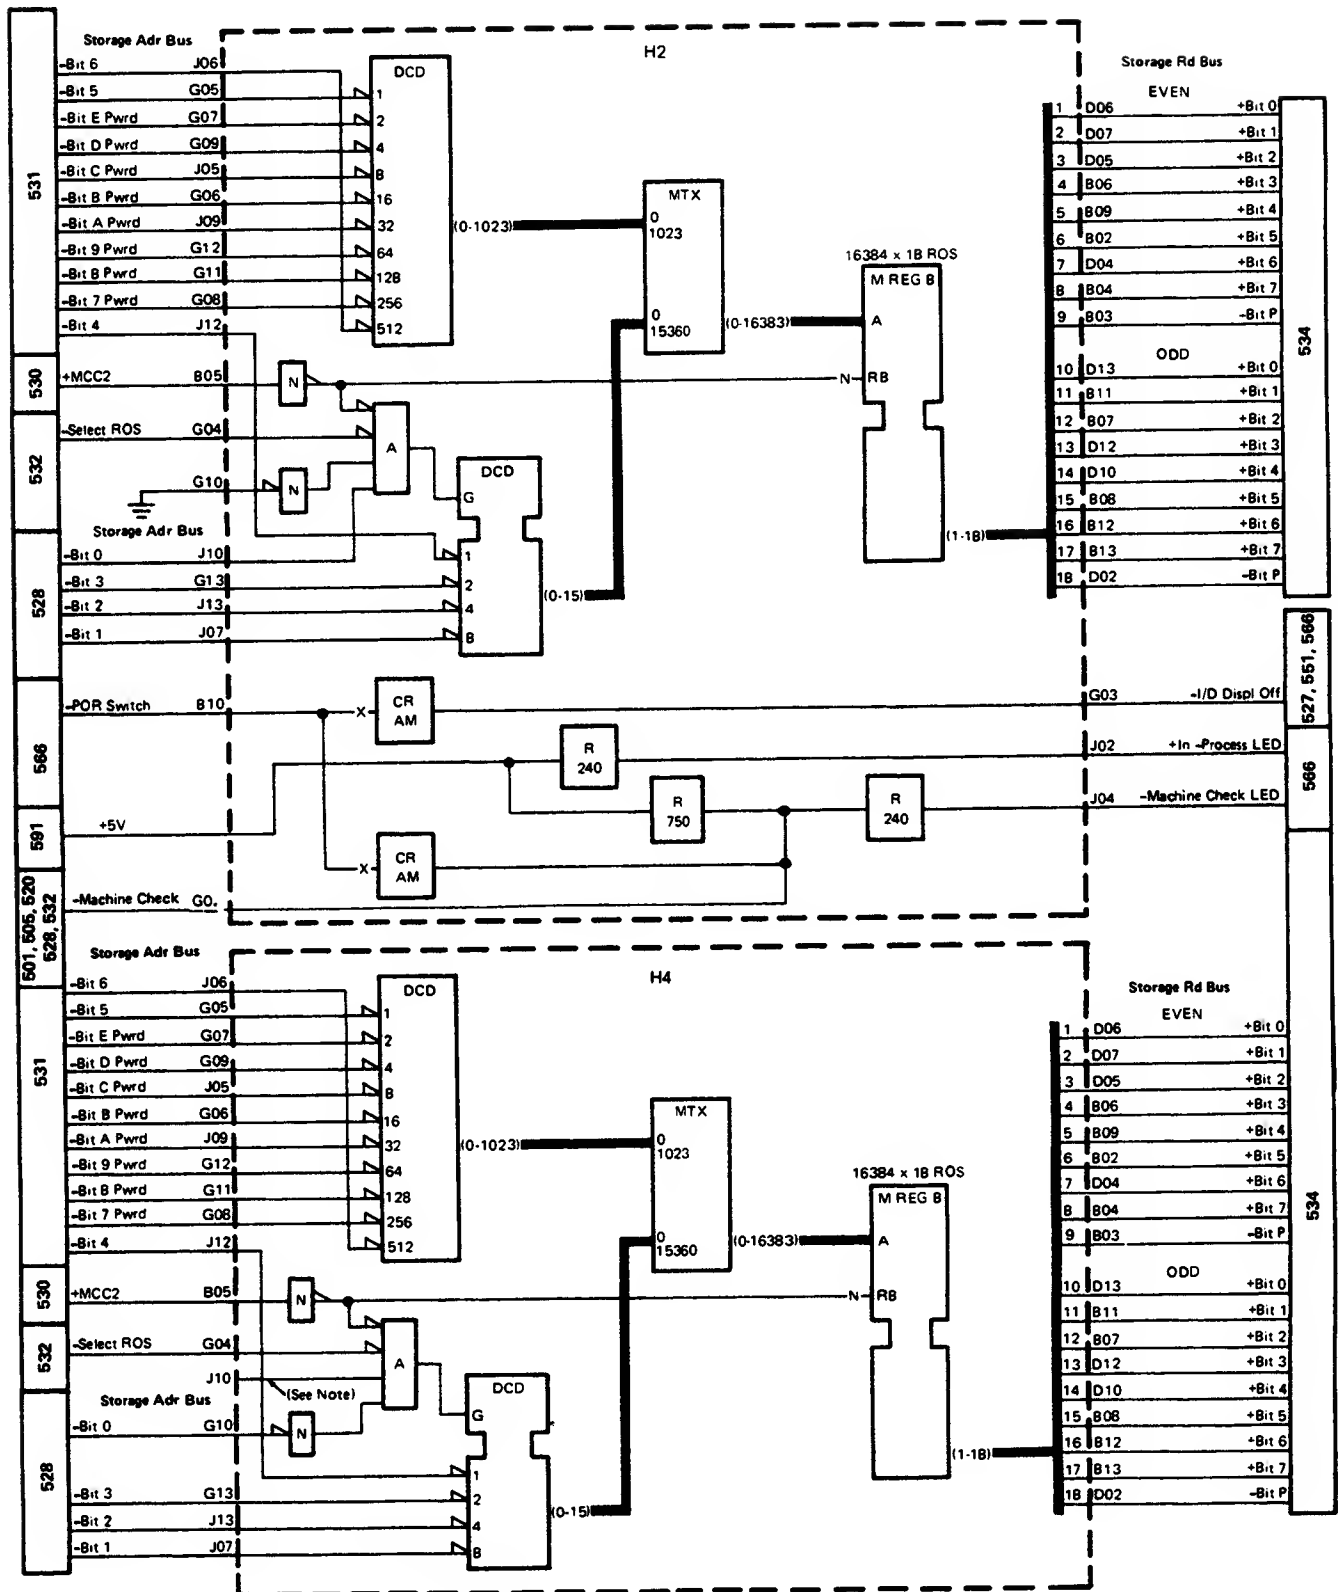 Storage Adr Bus
H2
531
-Bit 6 J06
-Bit 5 G05
-Bit E Pwrd G07
-Bit D Pwrd G09
-Bit C Pwrd J05
-Bit B Pwrd G06
-Bit A Pwrd J09
-Bit 9 Pwrd G12
-Bit 8 Pwrd G11
-Bit 7 Pwrd G08
-Bit 4 J12
DCD
1
2
4
8
16
32
64
128
256
512
(0-1023)
MTX
0
1023
0
15360
(0-16383)
16384 x 18 ROS
M REG B
A
N RB
530
+MCC2 B05
N
532
-Select ROS G04
A
G10
N
Storage Adr Bus
528
-Bit 0 J10
-Bit 3 G13
-Bit 2 J13
-Bit 1 J07
DCD
G
1
2
4
8
(0-15)
(1-18)
Storage Rd Bus
EVEN
1 D06 +Bit 0
2 D07 +Bit 1
3 D05 +Bit 2
4 B06 +Bit 3
5 B09 +Bit 4
6 B02 +Bit 5
7 D04 +Bit 6
8 B04 +Bit 7
9 B03 -Bit P
ODD
10 D13 +Bit 0
11 B11 +Bit 1
12 B07 +Bit 2
13 D12 +Bit 3
14 D10 +Bit 4
15 B08 +Bit 5
16 B12 +Bit 6
17 B13 +Bit 7
18 D02 -Bit P
534
566
-POR Switch B10
X
CR
AM
G03 -I/D Displ Off
527, 551, 566
R
240
J02 +In -Process LED
566
R
750
R
240
J04 -Machine Check LED
591
+5V
X
CR
AM
501, 505, 520
528, 532
-Machine Check
Storage Adr Bus
H4
531
-Bit 6 J06
-Bit 5 G05
-Bit E Pwrd G07
-Bit D Pwrd G09
-Bit C Pwrd J05
-Bit B Pwrd G06
-Bit A Pwrd J09
-Bit 9 Pwrd G12
-Bit 8 Pwrd G11
-Bit 7 Pwrd G08
-Bit 4 J12
DCD
1
2
4
8
16
32
64
128
256
512
(0-1023)
MTX
0
1023
0
15360
(0-16383)
16384 x 18 ROS
M REG B
A
N RB
530
+MCC2 B05
N
532
-Select ROS G04
A
J10
(See Note)
Storage Adr Bus
528
-Bit 0 G10
N
-Bit 3 G13
-Bit 2 J13
-Bit 1 J07
DCD
G
1
2
4
8
(0-15)
(1-18)
Storage Rd Bus
EVEN
1 D06 +Bit 0
2 D07 +Bit 1
3 D05 +Bit 2
4 B06 +Bit 3
5 B09 +Bit 4
6 B02 +Bit 5
7 D04 +Bit 6
8 B04 +Bit 7
9 B03 -Bit P
ODD
10 D13 +Bit 0
11 B11 +Bit 1
12 B07 +Bit 2
13 D12 +Bit 3
14 D10 +Bit 4
15 B08 +Bit 5
16 B12 +Bit 6
17 B13 +Bit 7
18 D02 -Bit P
534